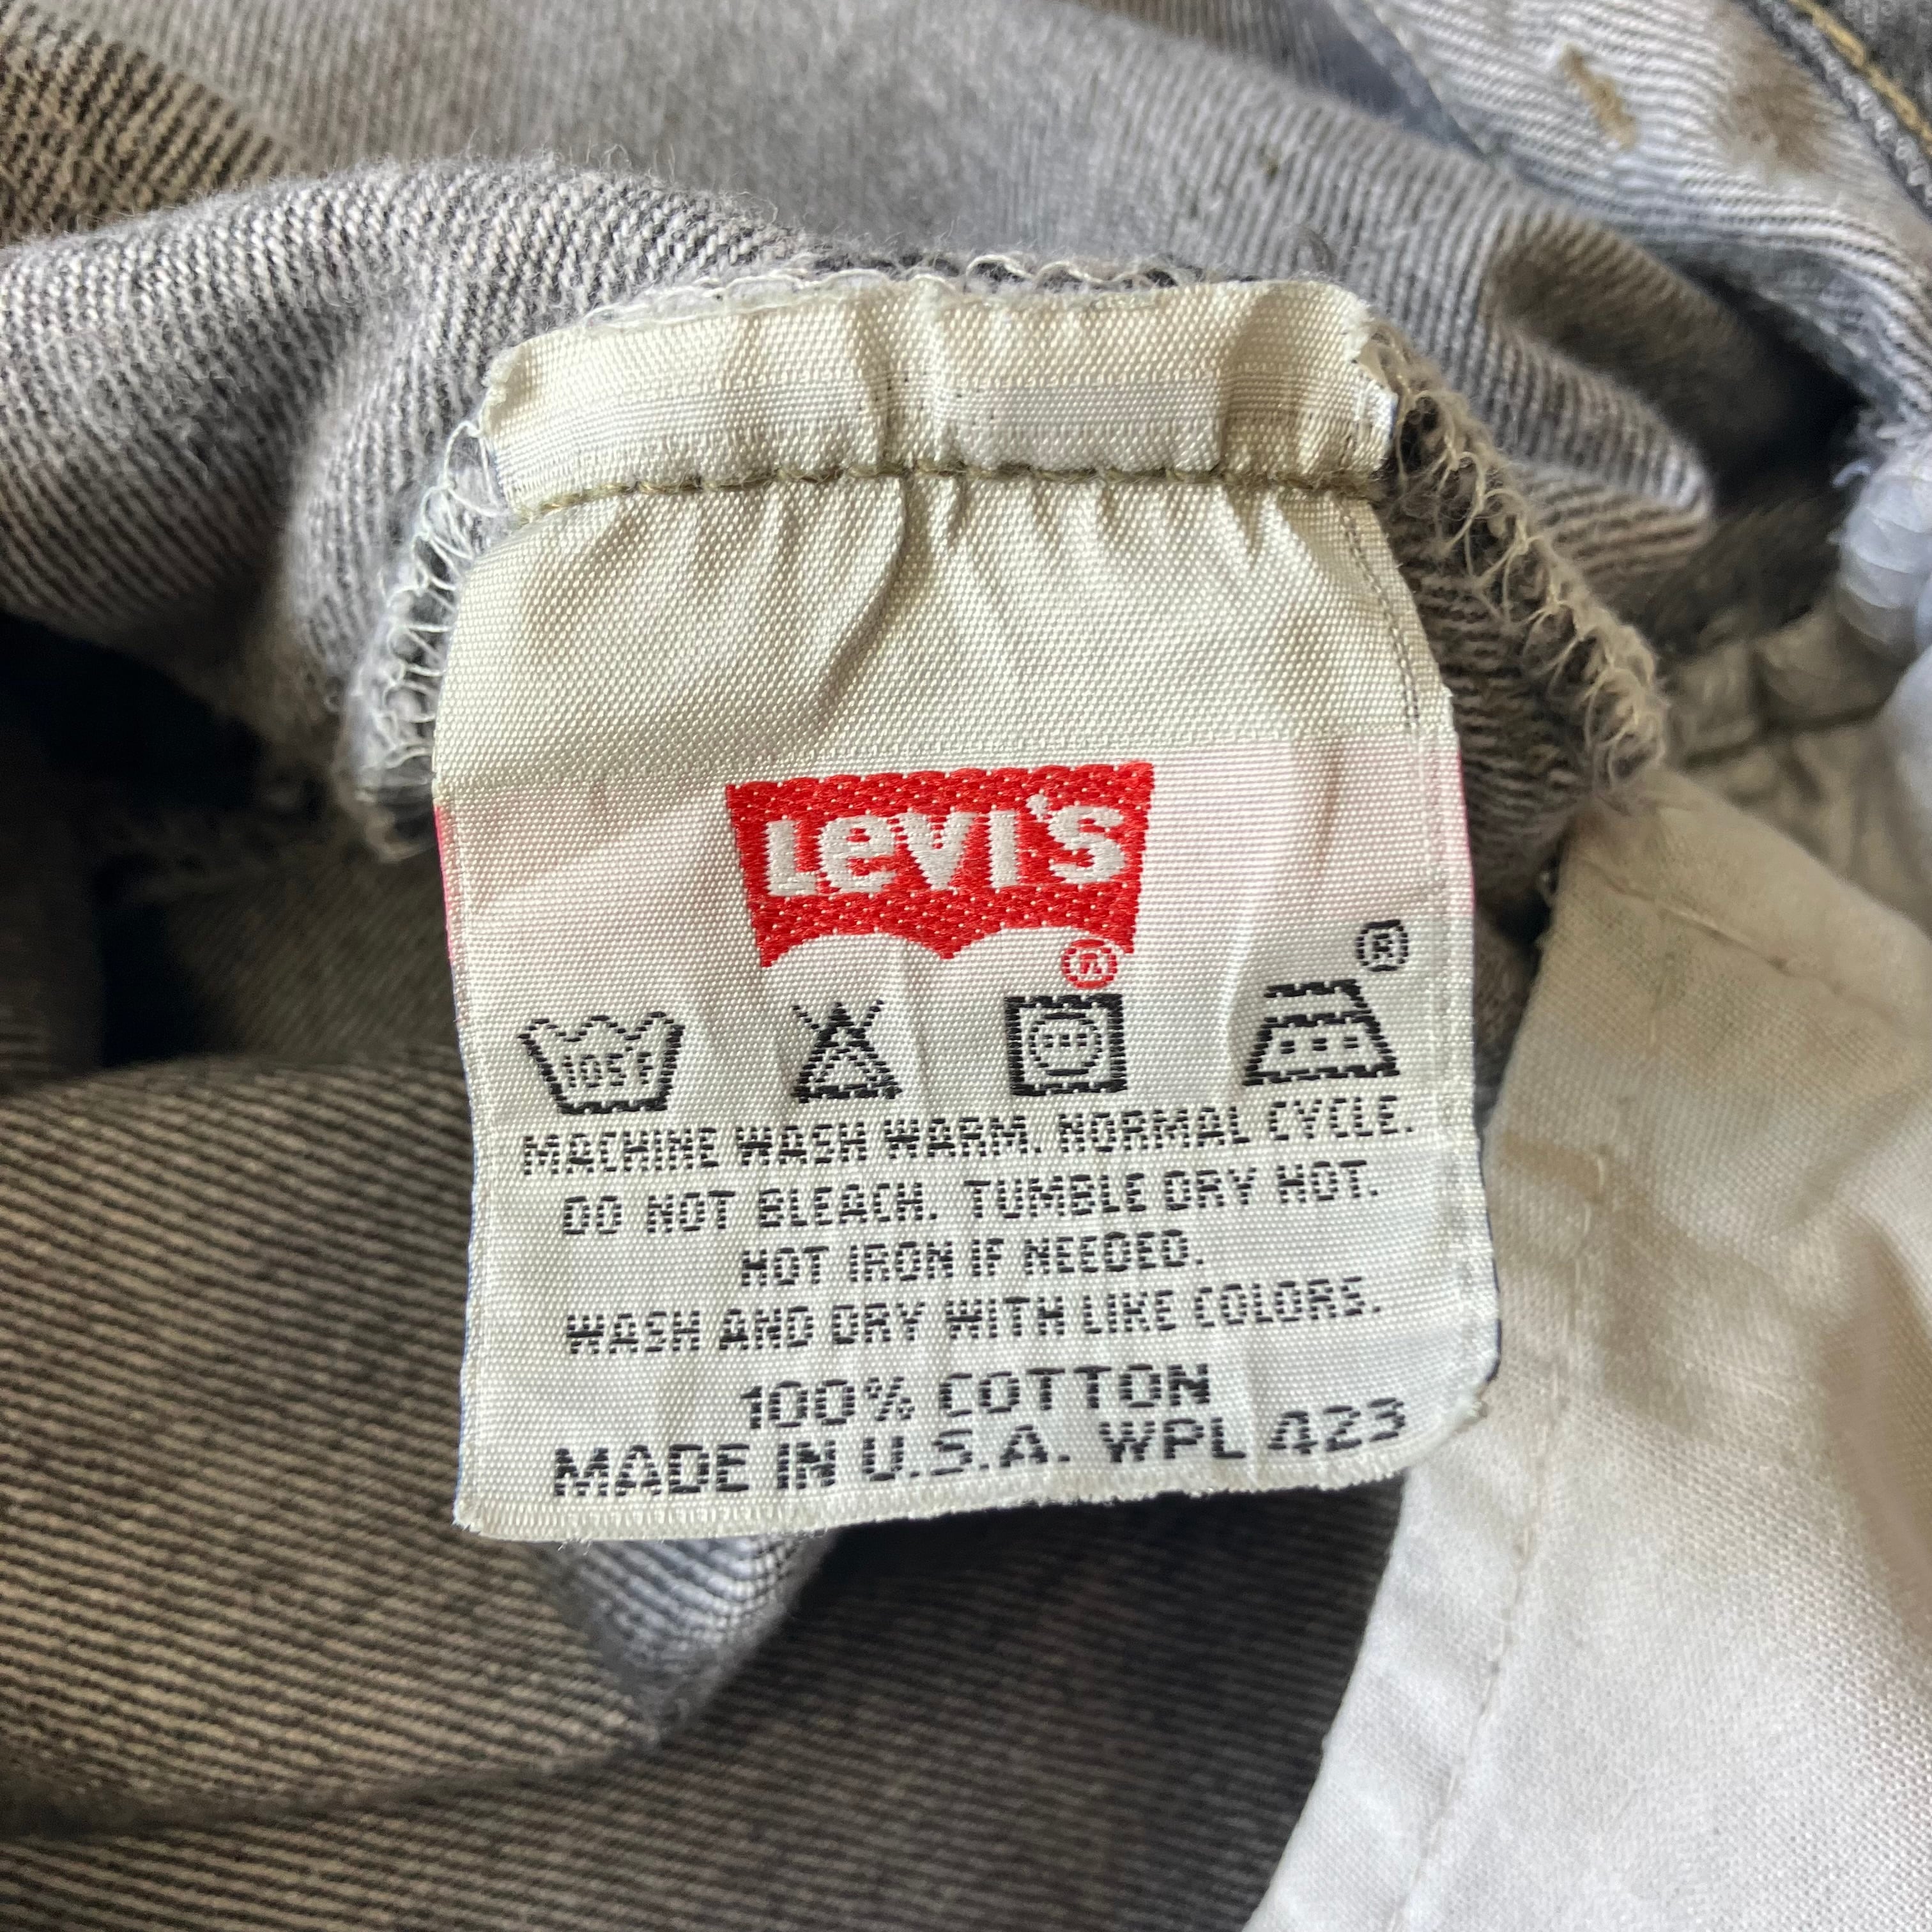 LEVI'S
®
®
105°F
MACHINE WASH WARM. NORMAL CYCLE.
DO NOT BLEACH. TUMBLE DRY HOT.
HOT IRON IF NEEDED.
WASH AND DRY WITH LIKE COLORS.
100% COTTON
MADE IN U.S.A. WPL 423